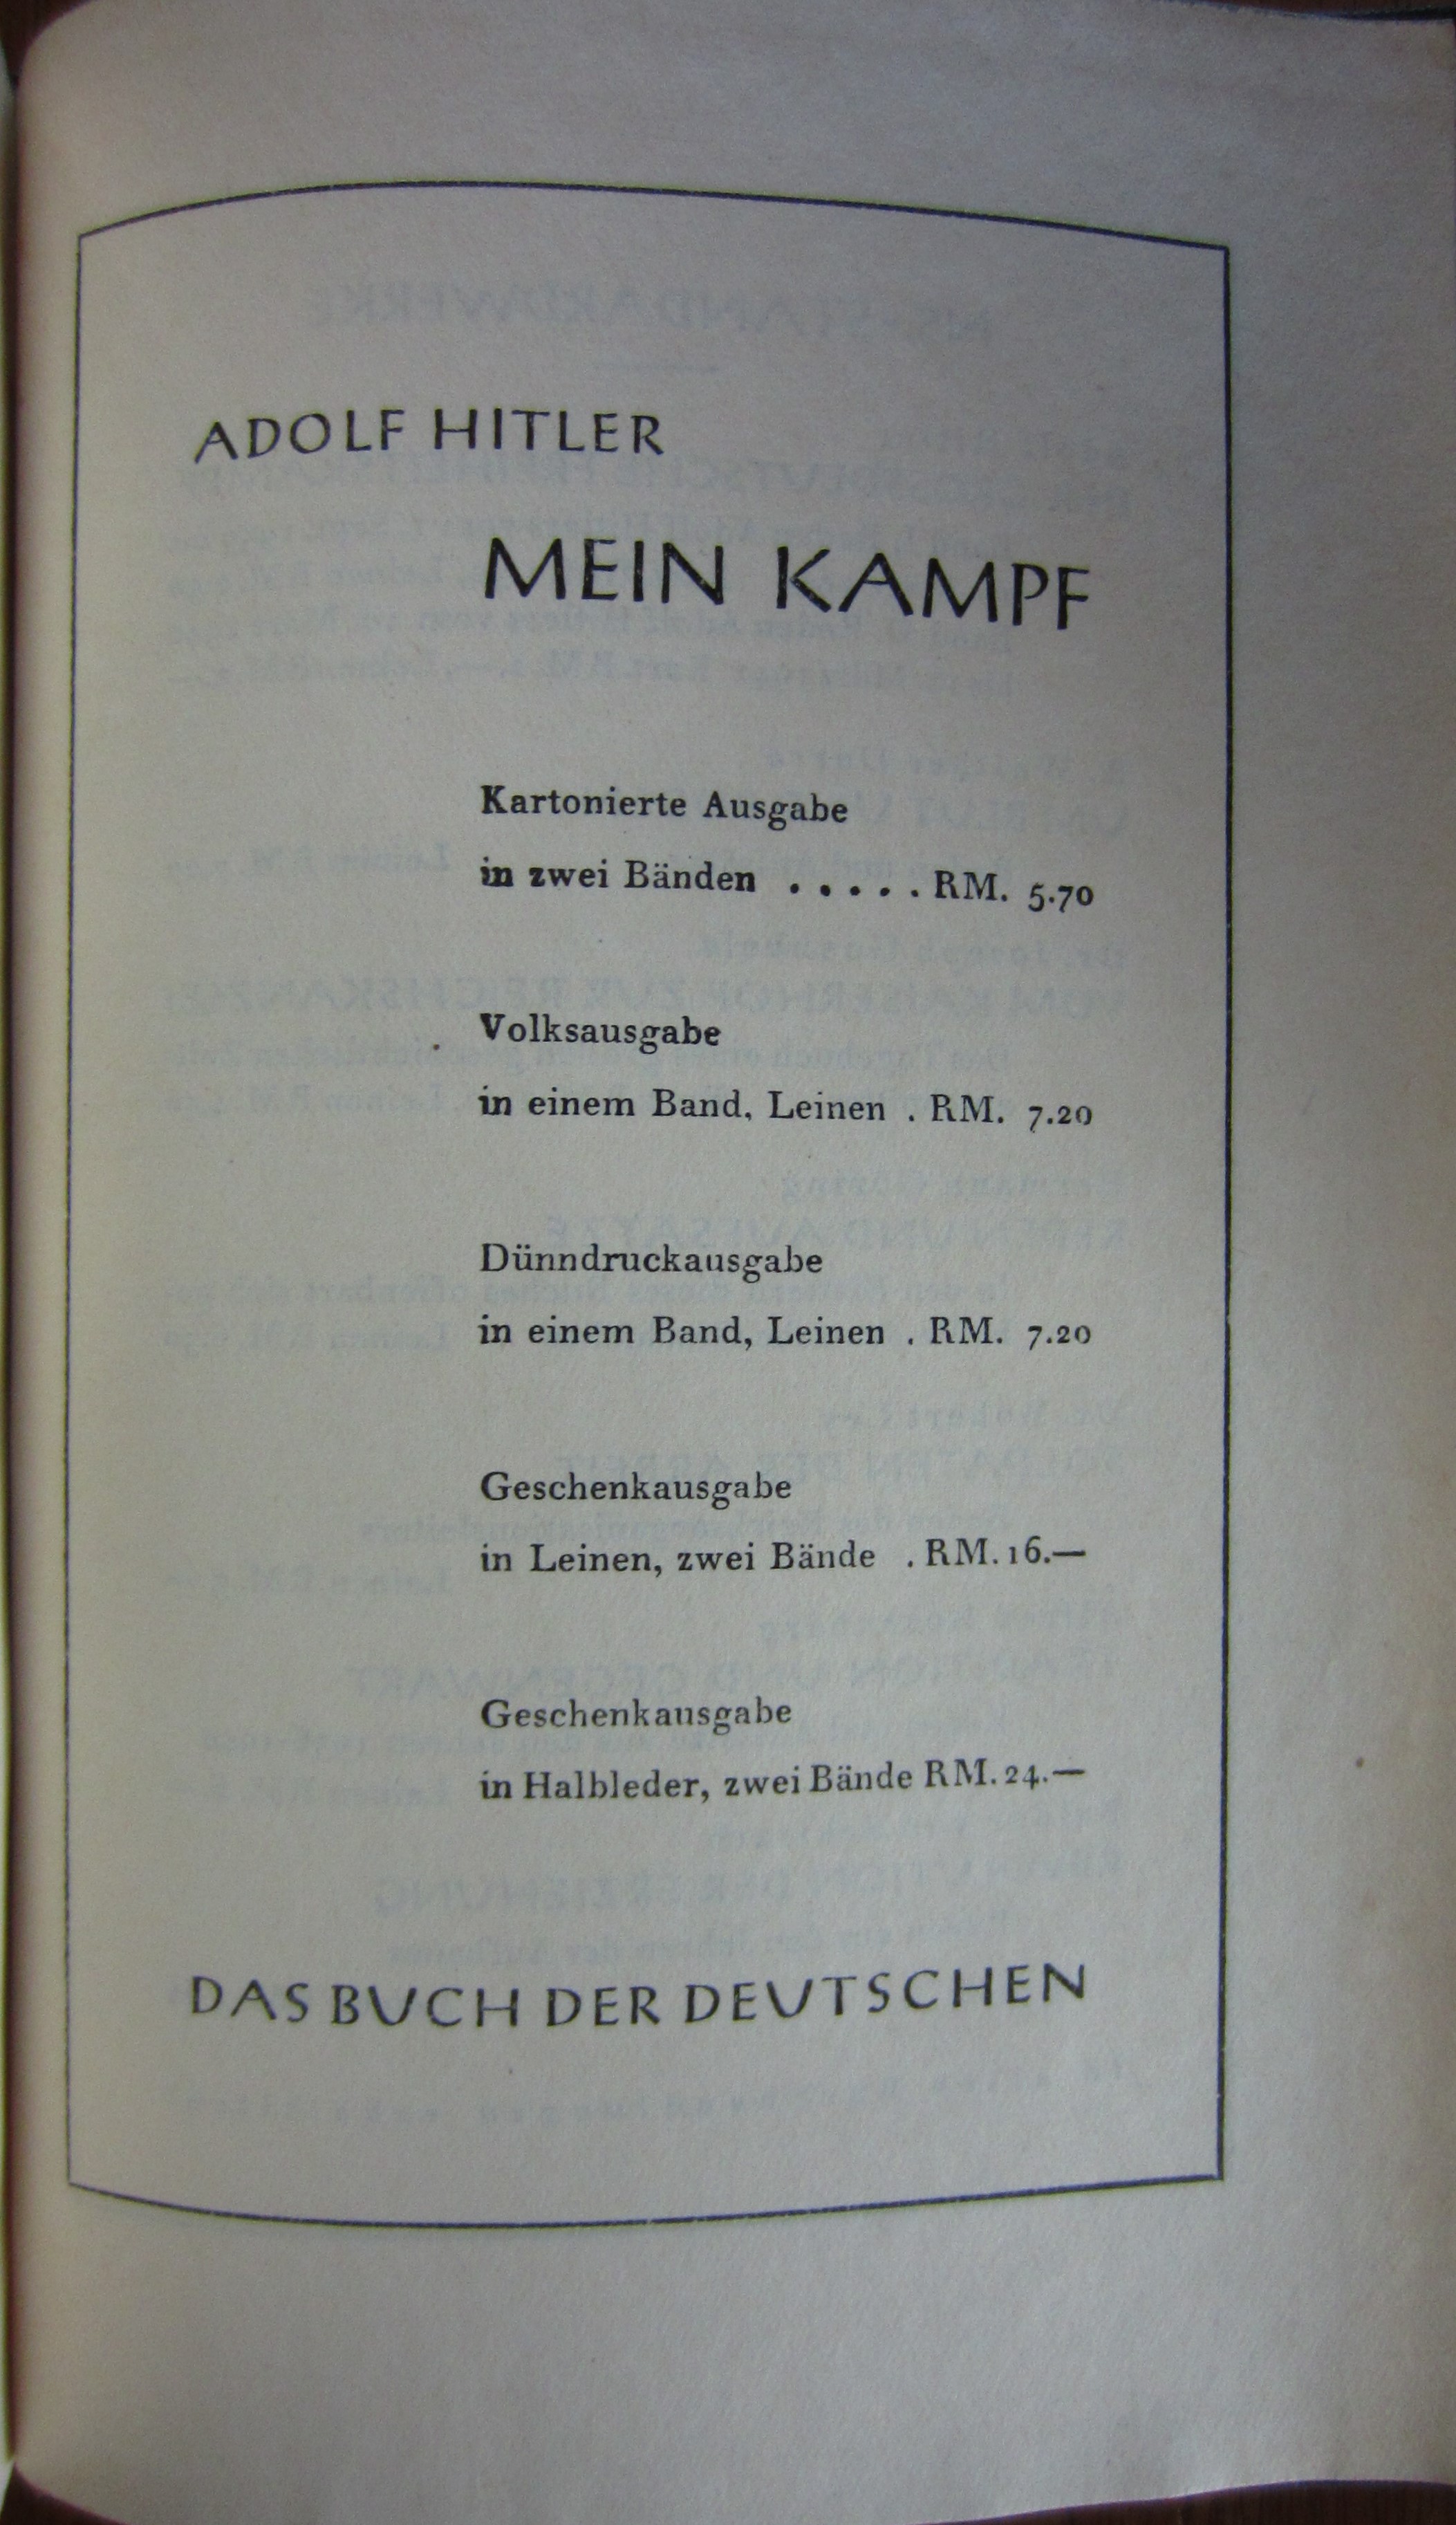 ADOLF HITLER
MEIN KAMPF
Kartonierte Ausgabe
in zwei Bänden . . . . . RM. 5.70
Volksausgabe
in einem Band, Leinen . RM. 7.20
Dünndruckausgabe
in einem Band, Leinen . RM. 7.20
Geschenkausgabe
in Leinen, zwei Bände . RM. 16.—
Geschenkausgabe
in Halbleder, zwei Bände RM. 24.—
DAS BUCH DER DEUTSCHEN